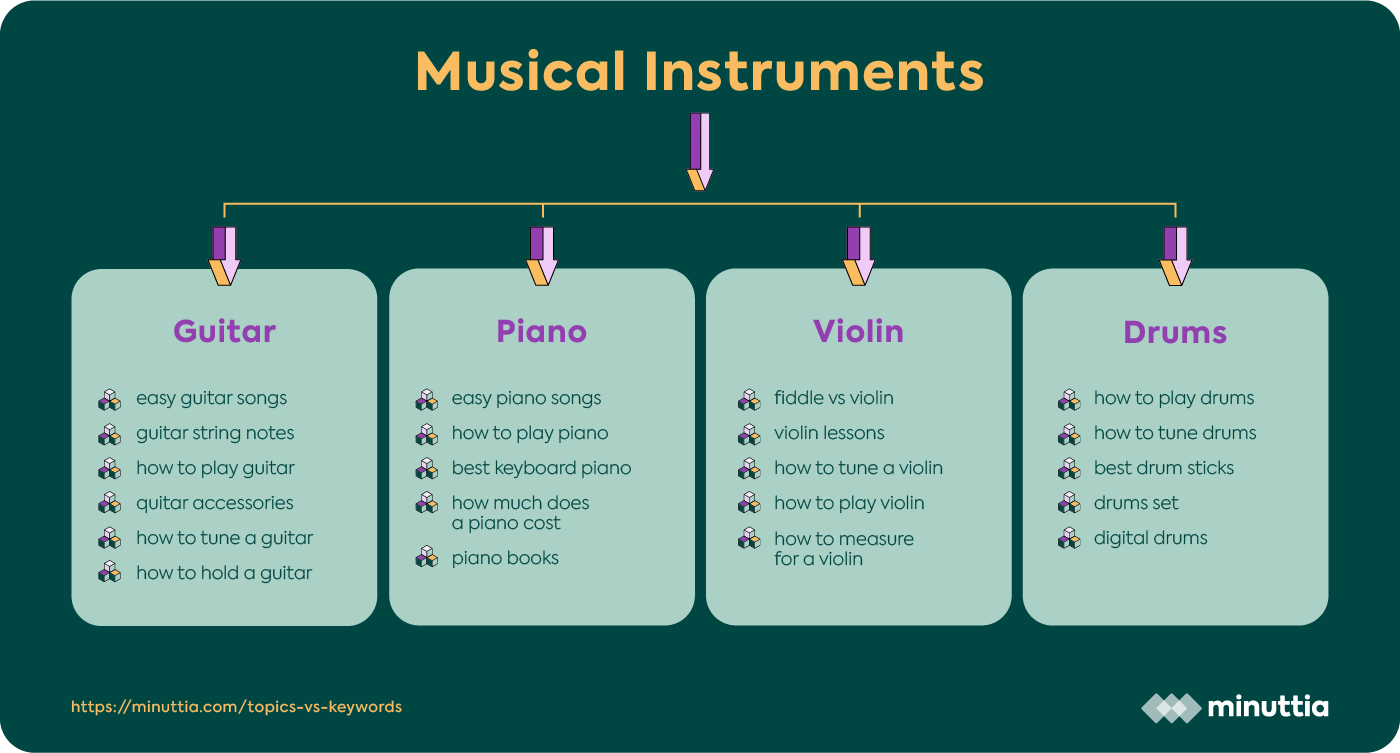 Musical Instruments
Guitar
easy guitar songs
guitar string notes
how to play guitar
quitar accessories
how to tune a guitar
how to hold a guitar
Piano
easy piano songs
how to play piano
best keyboard piano
how much does
a piano cost
piano books
Violin
fiddle vs violin
violin lessons
how to tune a violin
how to play violin
how to measure
for a violin
Drums
how to play drums
how to tune drums
best drum sticks
drums set
digital drums
https://minuttia.com/topics-vs-keywords
minuttia